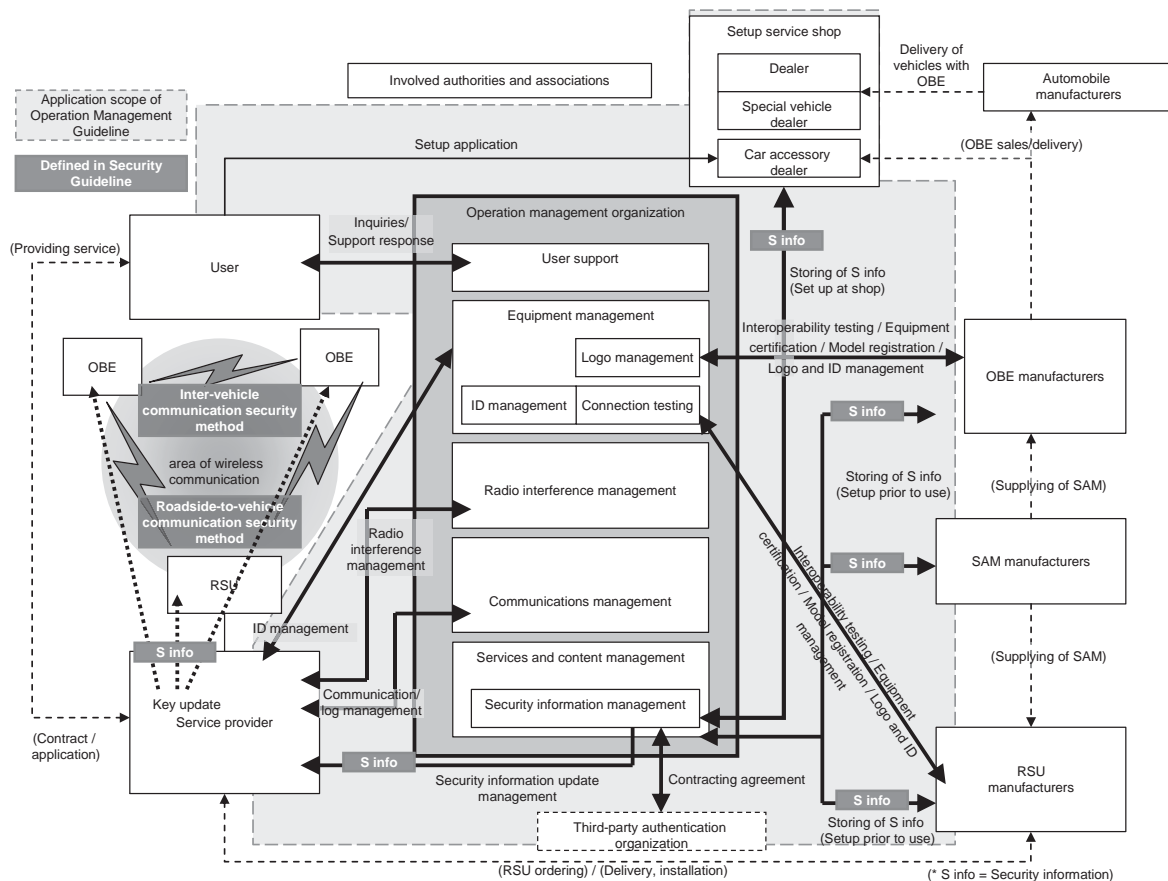 Setup service shop
Dealer
Special vehicle
dealer
Car accessory
dealer
Delivery of
vehicles with
OBE
Automobile
manufacturers
Involved authorities and associations
Application scope of
Operation Management
Guideline
Defined in Security
Guideline
Setup application
(OBE sales/delivery)
Operation management organization
Inquiries/
Support response
(Providing service)
User
User support
S info
Storing of S info
(Set up at shop)
Equipment management
Logo management
ID management
Connection testing
Interoperability testing / Equipment
certification / Model registration /
Logo and ID management
OBE manufacturers
OBE
OBE
Inter-vehicle
communication security
method
area of wireless
communication
Roadside-to-vehicle
communication security
method
RSU
S info
Storing of S info
(Setup prior to use)
(Supplying of SAM)
Radio interference management
Radio
interference
management
S info
SAM manufacturers
Interoperability testing / Equipment
certification / Model registration / Logo and ID
management
Communications management
ID management
S info
Key update
Service provider
Communication/
log management
Services and content management
Security information management
(Supplying of SAM)
(Contract /
application)
S info
Security information update
management
Contracting agreement
RSU
manufacturers
S info
Storing of S info
(Setup prior to use)
Third-party authentication
organization
(RSU ordering) / (Delivery, installation)
(* S info = Security information)